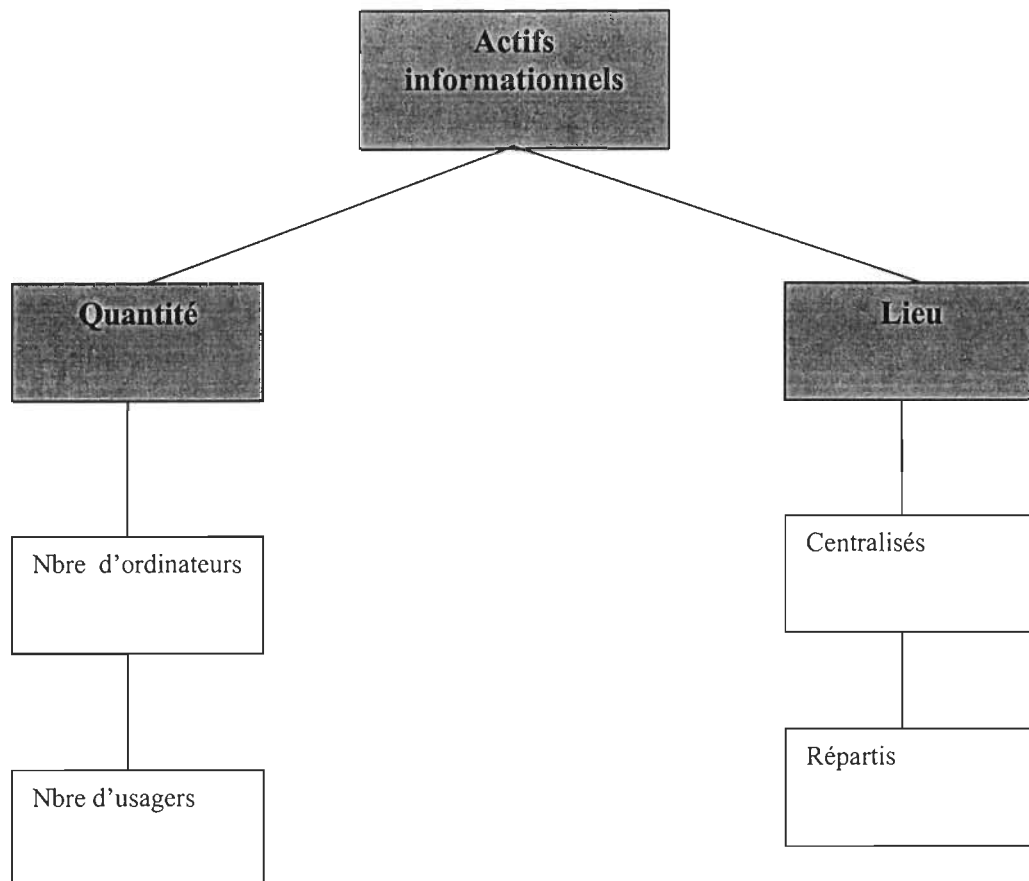 Actifs
informationnels
Quantité
Lieu
Nbre d'ordinateurs
Centralisés
Nbre d'usagers
Répartis